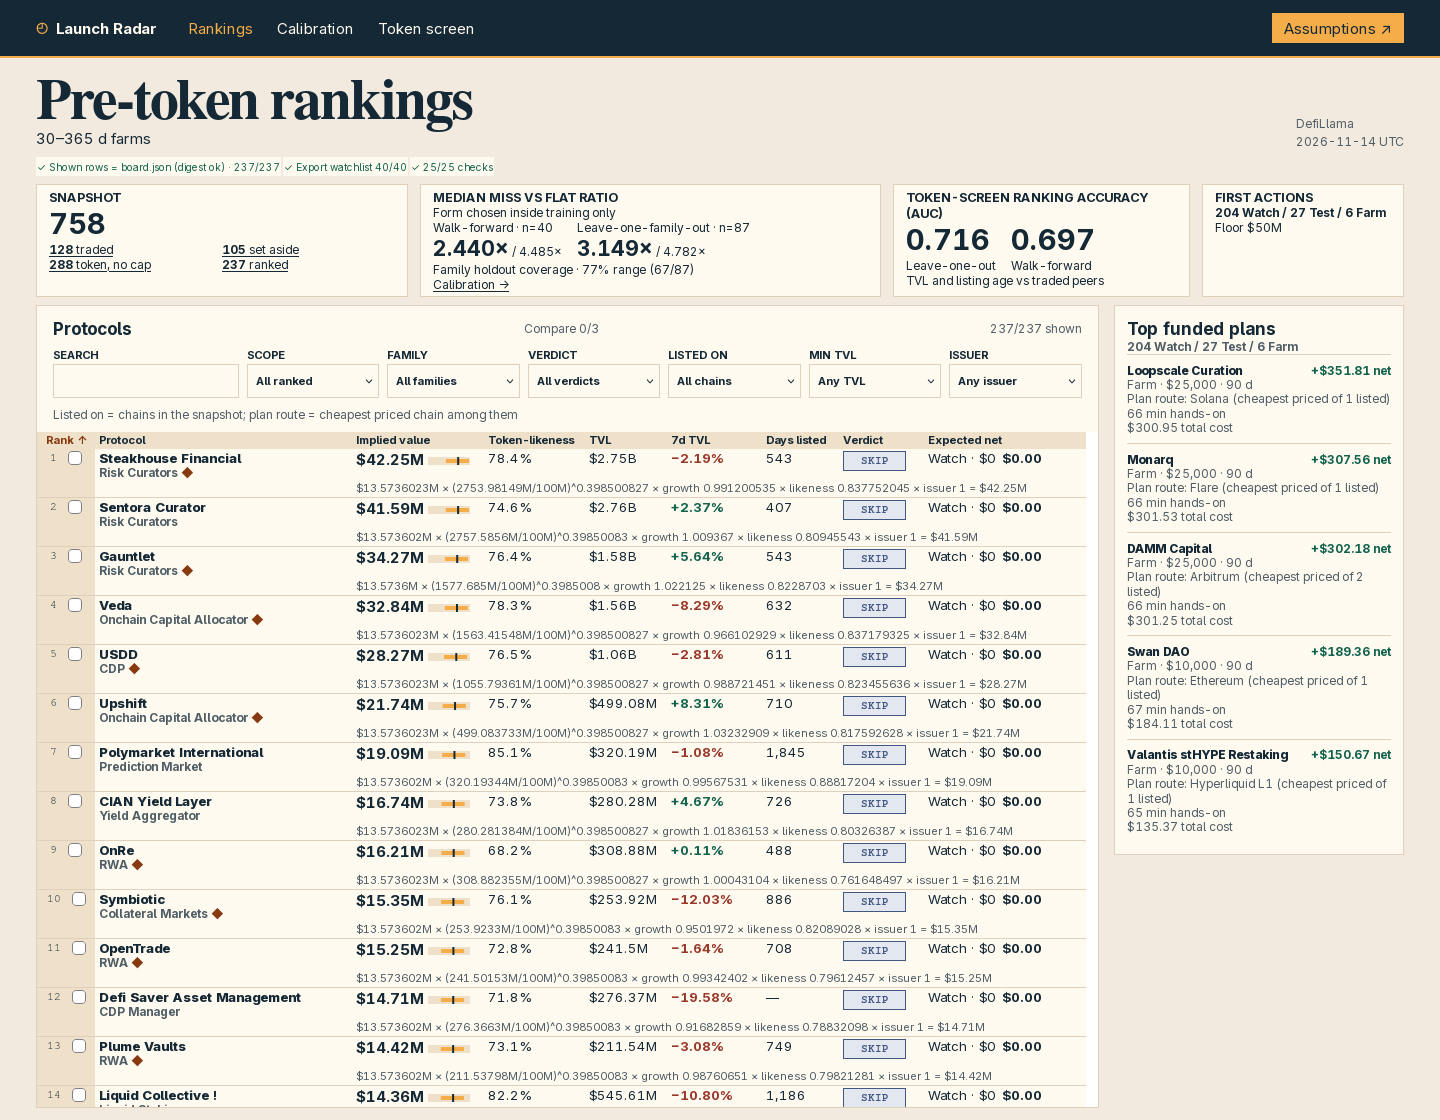 Launch Radar Rankings Calibration Token screen Assumptions ↗
Pre-token rankings
30–365 d farms
DefiLlama
2026-11-14 UTC
✓ Shown rows = board.json (digest ok) · 237/237 ✓ Export watchlist 40/40 ✓ 25/25 checks
SNAPSHOT
758
128 traded 105 set aside
288 token, no cap 237 ranked
MEDIAN MISS VS FLAT RATIO
Form chosen inside training only
Walk-forward · n=40 Leave-one-family-out · n=87
2.440× / 4.485× 3.149× / 4.782×
Family holdout coverage · 77% range (67/87)
Calibration →
TOKEN-SCREEN RANKING ACCURACY
(AUC)
0.716 0.697
Leave-one-out Walk-forward
TVL and listing age vs traded peers
FIRST ACTIONS
204 Watch / 27 Test / 6 Farm
Floor $50M
Protocols Compare 0/3 237/237 shown
SEARCH SCOPE FAMILY VERDICT LISTED ON MIN TVL ISSUER
All ranked All families All verdicts All chains Any TVL Any issuer
Listed on = chains in the snapshot; plan route = cheapest priced chain among them
Rank ↑ Protocol Implied value Token-likeness TVL 7d TVL Days listed Verdict Expected net
1 Steakhouse Financial $42.25M 78.4% $2.75B −2.19% 543 SKIP Watch · $0 $0.00
Risk Curators ◆
$13.5736023M × (2753.98149M/100M)^0.398500827 × growth 0.991200535 × likeness 0.837752045 × issuer 1 = $42.25M
2 Sentora Curator $41.59M 74.6% $2.76B +2.37% 407 SKIP Watch · $0 $0.00
Risk Curators
$13.573602M × (2757.5856M/100M)^0.39850083 × growth 1.009367 × likeness 0.80945543 × issuer 1 = $41.59M
3 Gauntlet $34.27M 76.4% $1.58B +5.64% 543 SKIP Watch · $0 $0.00
Risk Curators ◆
$13.5736M × (1577.685M/100M)^0.3985008 × growth 1.022125 × likeness 0.8228703 × issuer 1 = $34.27M
4 Veda $32.84M 78.3% $1.56B −8.29% 632 SKIP Watch · $0 $0.00
Onchain Capital Allocator ◆
$13.5736023M × (1563.41548M/100M)^0.398500827 × growth 0.966102929 × likeness 0.837179325 × issuer 1 = $32.84M
5 USDD $28.27M 76.5% $1.06B −2.81% 611 SKIP Watch · $0 $0.00
CDP ◆
$13.5736023M × (1055.79361M/100M)^0.398500827 × growth 0.988721451 × likeness 0.823455636 × issuer 1 = $28.27M
6 Upshift $21.74M 75.7% $499.08M +8.31% 710 SKIP Watch · $0 $0.00
Onchain Capital Allocator ◆
$13.5736023M × (499.083733M/100M)^0.398500827 × growth 1.03232909 × likeness 0.817592628 × issuer 1 = $21.74M
7 Polymarket International $19.09M 85.1% $320.19M −1.08% 1,845 SKIP Watch · $0 $0.00
Prediction Market
$13.573602M × (320.19344M/100M)^0.39850083 × growth 0.99567531 × likeness 0.88817204 × issuer 1 = $19.09M
8 CIAN Yield Layer $16.74M 73.8% $280.28M +4.67% 726 SKIP Watch · $0 $0.00
Yield Aggregator
$13.5736023M × (280.281384M/100M)^0.398500827 × growth 1.01836153 × likeness 0.80326387 × issuer 1 = $16.74M
9 OnRe $16.21M 68.2% $308.88M +0.11% 488 SKIP Watch · $0 $0.00
RWA ◆
$13.5736023M × (308.882355M/100M)^0.398500827 × growth 1.00043104 × likeness 0.761648497 × issuer 1 = $16.21M
10 Symbiotic $15.35M 76.1% $253.92M −12.03% 886 SKIP Watch · $0 $0.00
Collateral Markets ◆
$13.573602M × (253.9233M/100M)^0.39850083 × growth 0.9501972 × likeness 0.82089028 × issuer 1 = $15.35M
11 OpenTrade $15.25M 72.8% $241.5M −1.64% 708 SKIP Watch · $0 $0.00
RWA ◆
$13.573602M × (241.50153M/100M)^0.39850083 × growth 0.99342402 × likeness 0.79612457 × issuer 1 = $15.25M
12 Defi Saver Asset Management $14.71M 71.8% $276.37M −19.58% — SKIP Watch · $0 $0.00
CDP Manager
$13.573602M × (276.3663M/100M)^0.39850083 × growth 0.91682859 × likeness 0.78832098 × issuer 1 = $14.71M
13 Plume Vaults $14.42M 73.1% $211.54M −3.08% 749 SKIP Watch · $0 $0.00
RWA ◆
$13.573602M × (211.53798M/100M)^0.39850083 × growth 0.98760651 × likeness 0.79821281 × issuer 1 = $14.42M
14 Liquid Collective ! $14.36M 82.2% $545.61M −10.80% 1,186 SKIP Watch · $0 $0.00
Top funded plans
204 Watch / 27 Test / 6 Farm
Loopscale Curation +$351.81 net
Farm · $25,000 · 90 d
Plan route: Solana (cheapest priced of 1 listed)
66 min hands-on
$300.95 total cost
Monarq +$307.56 net
Farm · $25,000 · 90 d
Plan route: Flare (cheapest priced of 1 listed)
66 min hands-on
$301.53 total cost
DAMM Capital +$302.18 net
Farm · $25,000 · 90 d
Plan route: Arbitrum (cheapest priced of 2
listed)
66 min hands-on
$301.25 total cost
Swan DAO +$189.36 net
Farm · $10,000 · 90 d
Plan route: Ethereum (cheapest priced of 1
listed)
67 min hands-on
$184.11 total cost
Valantis stHYPE Restaking +$150.67 net
Farm · $10,000 · 90 d
Plan route: Hyperliquid L1 (cheapest priced of
1 listed)
65 min hands-on
$135.37 total cost